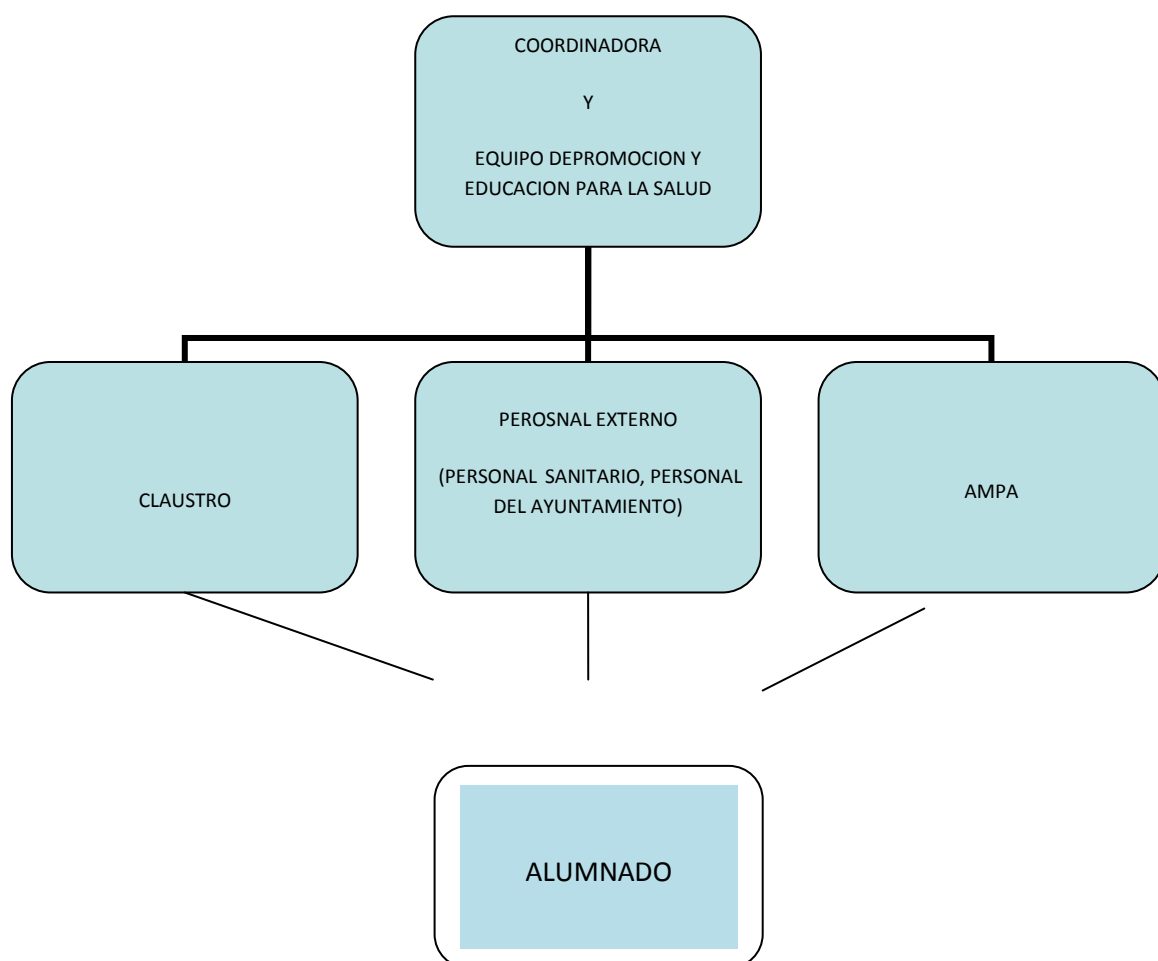 COORDINADORA
Y
EQUIPO DEPROMOCION Y
EDUCACION PARA LA SALUD
CLAUSTRO
PEROSNAL EXTERNO
(PERSONAL SANITARIO, PERSONAL
DEL AYUNTAMIENTO)
AMPA
ALUMNADO